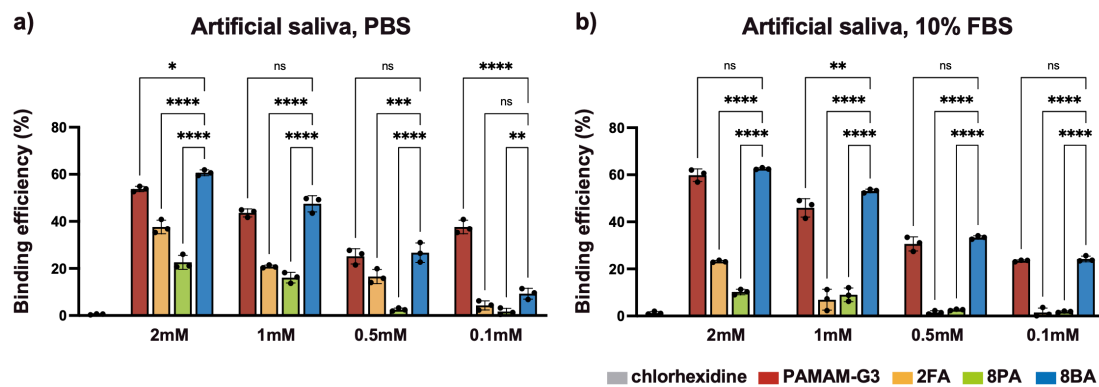 a)
Artificial saliva, PBS
* ns ns ****
**** **** *** ns
**** **** **** **
Binding efficiency (%)
80
60
40
20
0
2mM 1mM 0.5mM 0.1mM
b)
Artificial saliva, 10% FBS
ns ** ns ns
**** **** **** ****
**** **** **** ****
Binding efficiency (%)
80
60
40
20
0
2mM 1mM 0.5mM 0.1mM
chlorhexidine PAMAM-G3 2FA 8PA 8BA